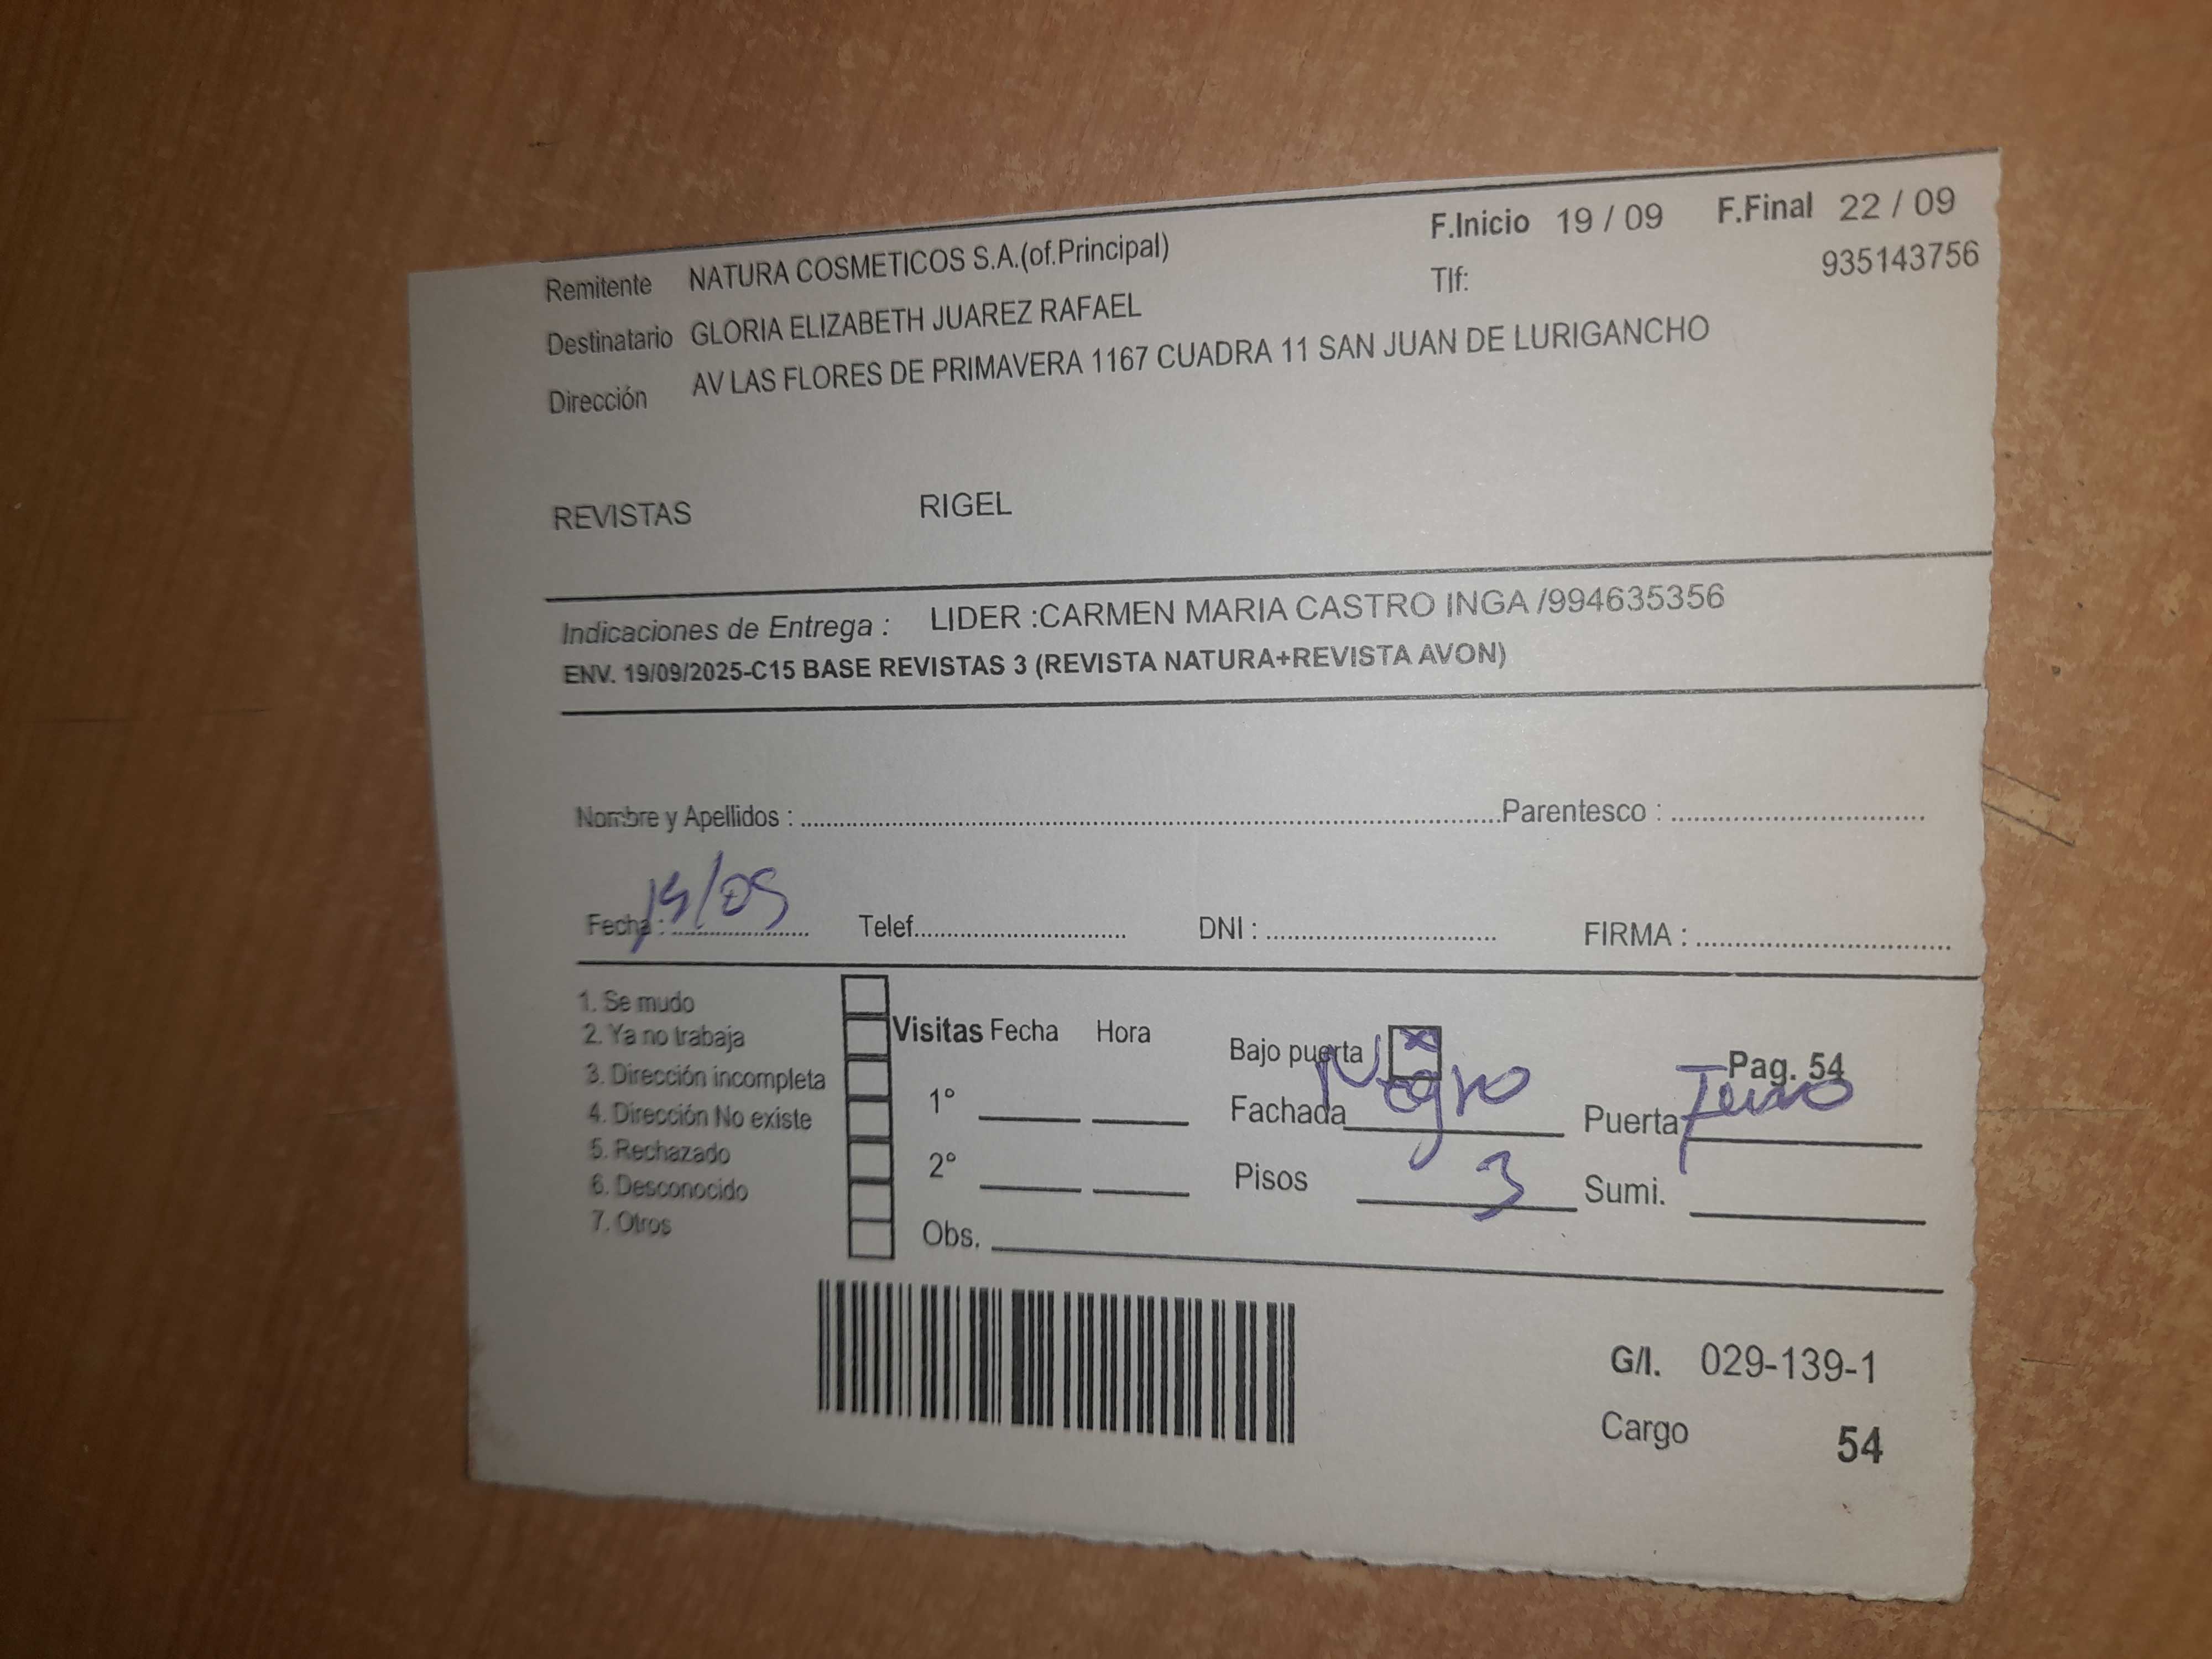 F.Inicio 19 / 09 F.Final 22 / 09
Remitente NATURA COSMETICOS S.A.(of.Principal) Tlf: 935143756
Destinatario GLORIA ELIZABETH JUAREZ RAFAEL
Dirección AV LAS FLORES DE PRIMAVERA 1167 CUADRA 11 SAN JUAN DE LURIGANCHO
REVISTAS RIGEL
Indicaciones de Entrega : LIDER :CARMEN MARIA CASTRO INGA /994635356
ENV. 19/09/2025-C15 BASE REVISTAS 3 (REVISTA NATURA+REVISTA AVON)
Nombre y Apellidos : Parentesco :
Fecha : 19/09 Telef. DNI : FIRMA :
1. Se mudo
2. Ya no trabaja
3. Dirección incompleta
4. Dirección No existe
5. Rechazado
6. Desconocido
7. Otros
Visitas Fecha Hora
1°
2°
Obs.
Bajo puerta X
Fachada Negro
Pisos 3
Pag. 54
Puerta
Sumi.
G/I. 029-139-1
Cargo 54